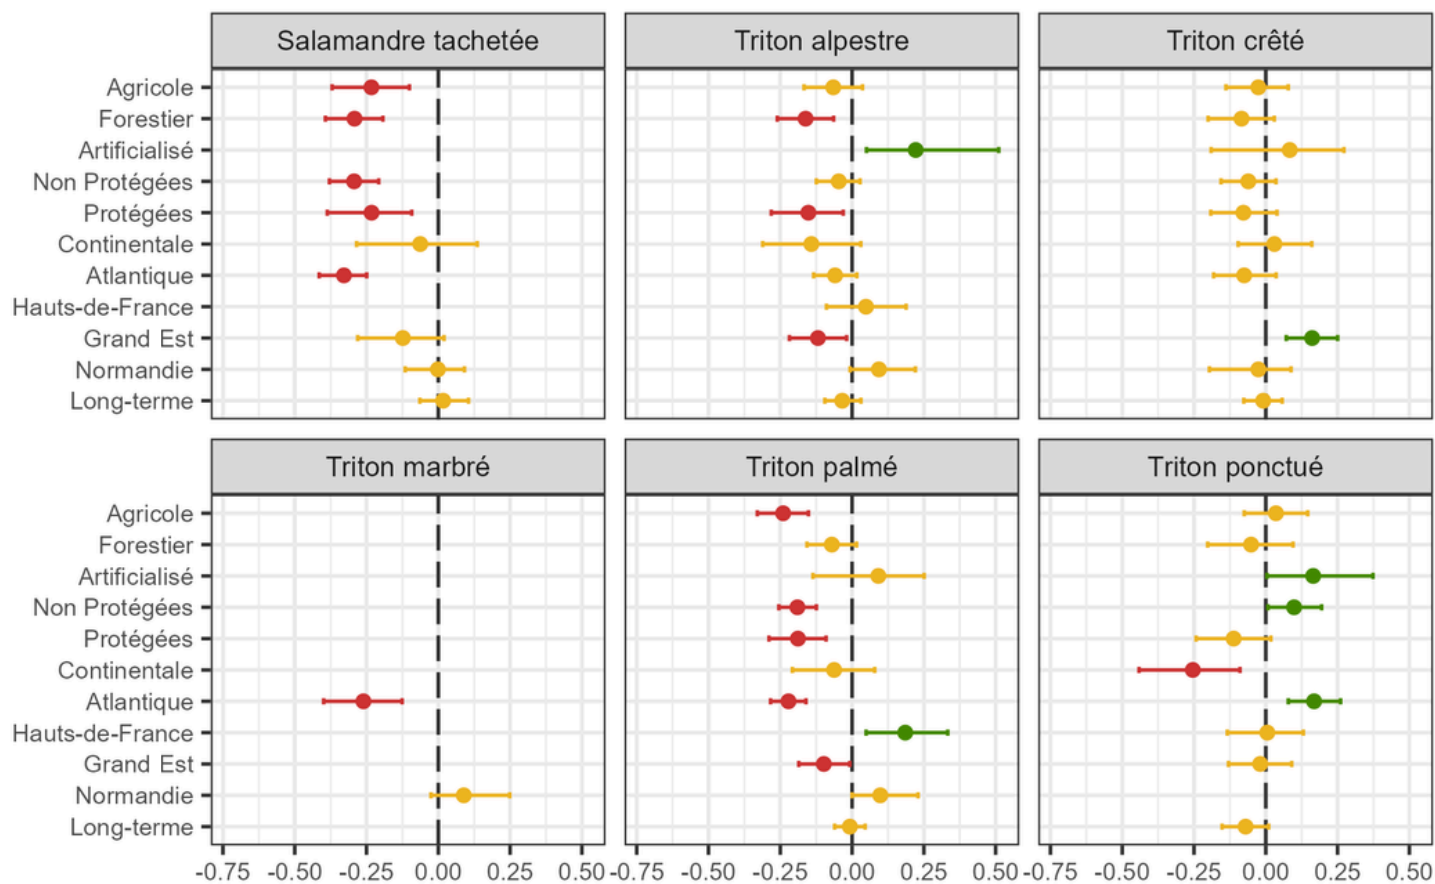 Salamandre tachetée Triton alpestre Triton crêté
Agricole
Forestier
Artificialisé
Non Protégées
Protégées
Continentale
Atlantique
Hauts-de-France
Grand Est
Normandie
Long-terme
Triton marbré Triton palmé Triton ponctué
Agricole
Forestier
Artificialisé
Non Protégées
Protégées
Continentale
Atlantique
Hauts-de-France
Grand Est
Normandie
Long-terme
-0.75 -0.50 -0.25 0.00 0.25 0.50 -0.75 -0.50 -0.25 0.00 0.25 0.50 -0.75 -0.50 -0.25 0.00 0.25 0.50